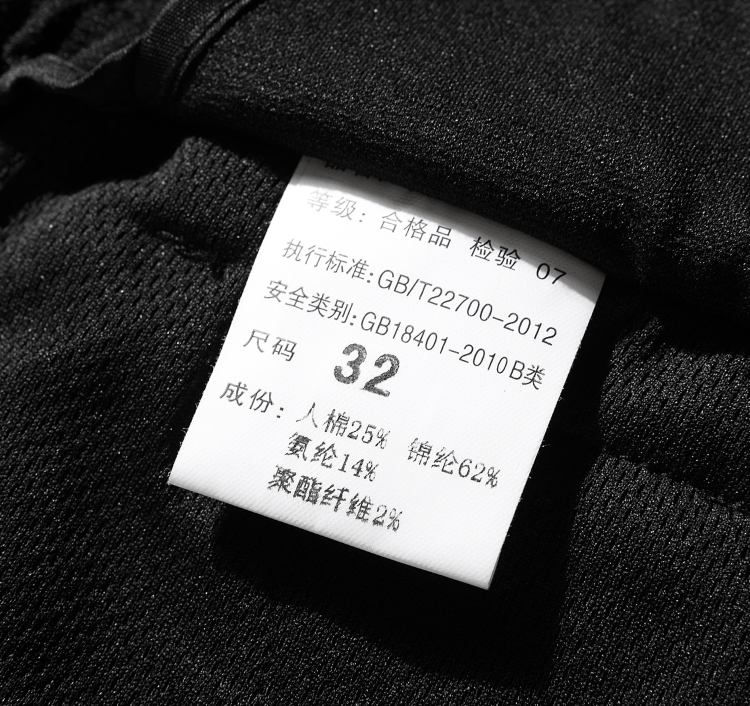 等级: 合格品 检验 07
执行标准:GB/T22700-2012
安全类别:GB18401-2010B类
尺码 32
成份: 人棉25% 锦纶62%
氨纶14%
聚酯纤维2%